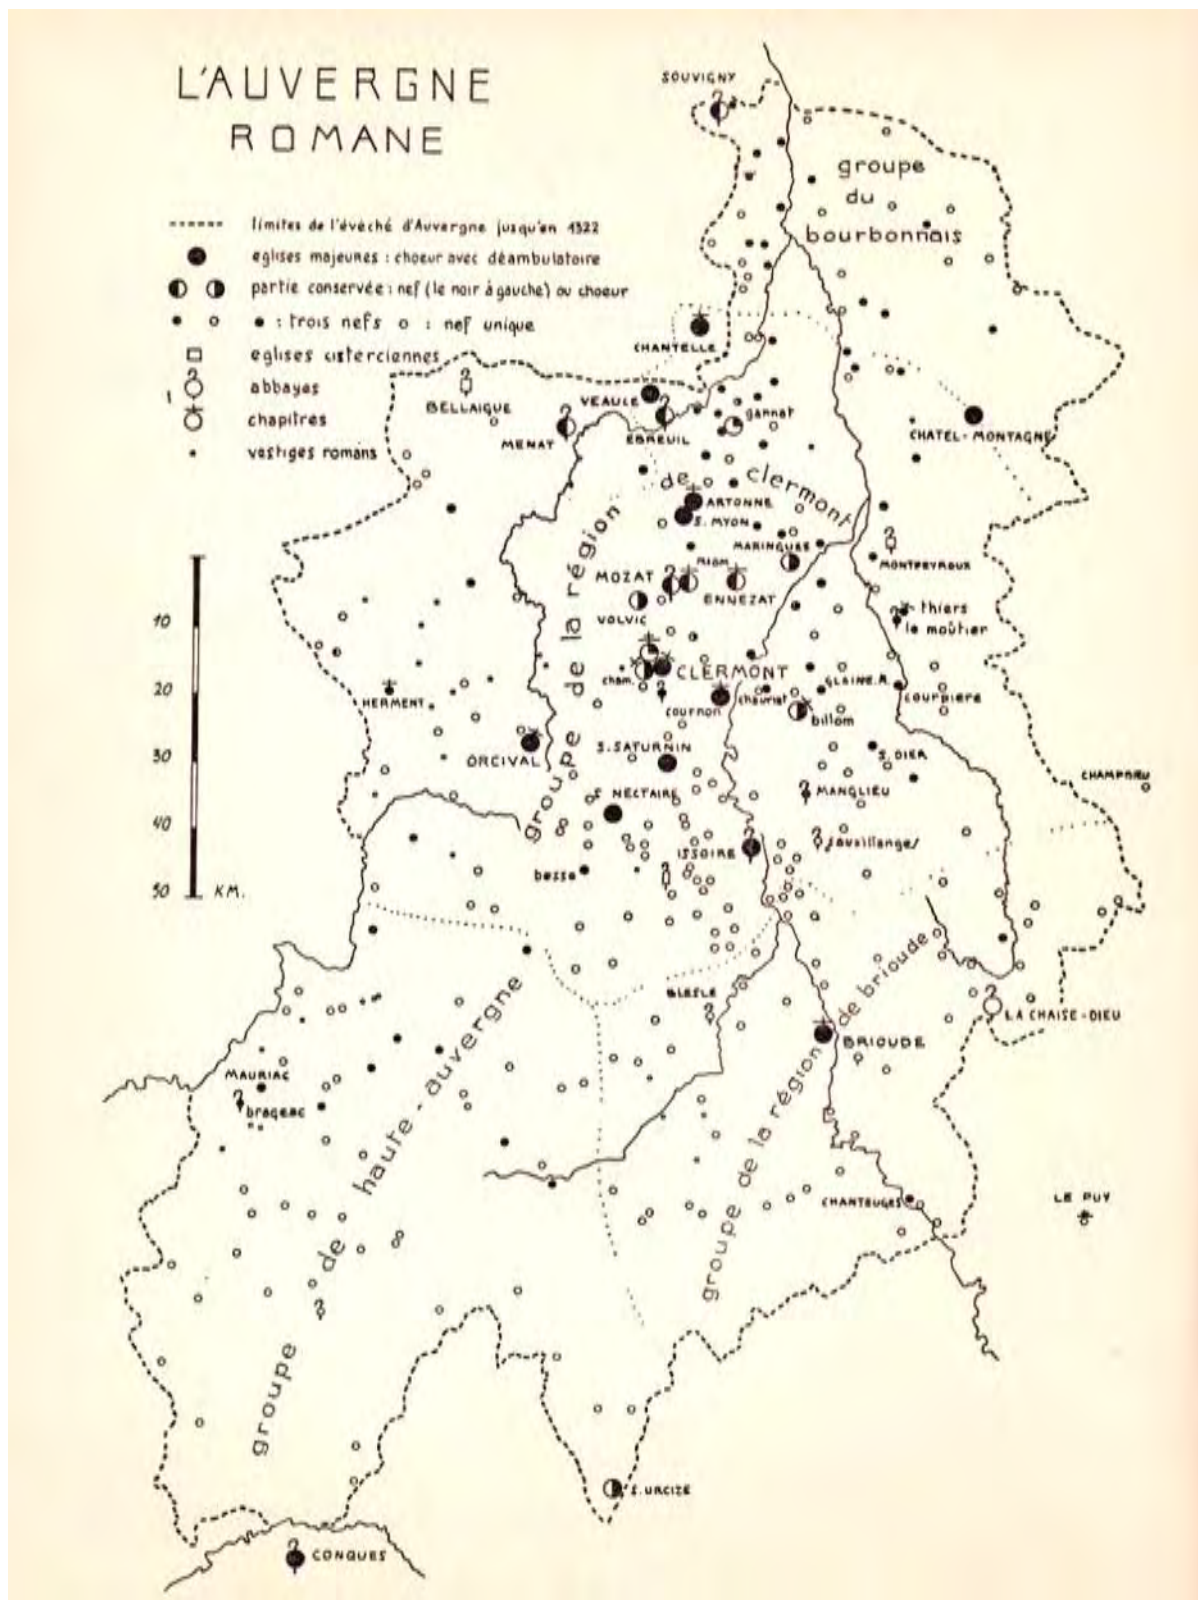 L'AUVERGNE
ROMANE
limites de l'évêché d'Auvergne jusqu'en 1322
eglises majeures : choeur avec déambulatoire
partie conservée : nef (le noir à gauche) ou choeur
: trois nefs o : nef unique
eglises cisterciennes
abbayes
chapitres
vestiges romans
10
20
30
40
50 KM.
SOUVIGNY
groupe
du
bourbonnais
CHANTELLE
VEAULE
BELLAIGUE
MENAT
EBREUIL
gannat
CHATEL-MONTAGNE
groupe de la région de clermont
ARTONNE
S. MYON
MARINGUES
MONTPEYROUX
MOZAT
RIOM
ENNEZAT
VOLVIC
thiers
le moûtier
CLERMONT
cham.
HERMENT
cournon
chauriat
GLAINE.M.
courpiere
billom
ORCIVAL
S. SATURNIN
S. DIER
CHAMPDIEU
S. NECTAIRE
MANGLIEU
ISSOIRE
sauxillanges
besse
BLESLE
LA CHAISE-DIEU
BRIOUDE
groupe de la région de brioude
MAURIAC
brageac
groupe de haute-auvergne
CHANTEUGES
LE PUY
S. URCIZE
CONQUES